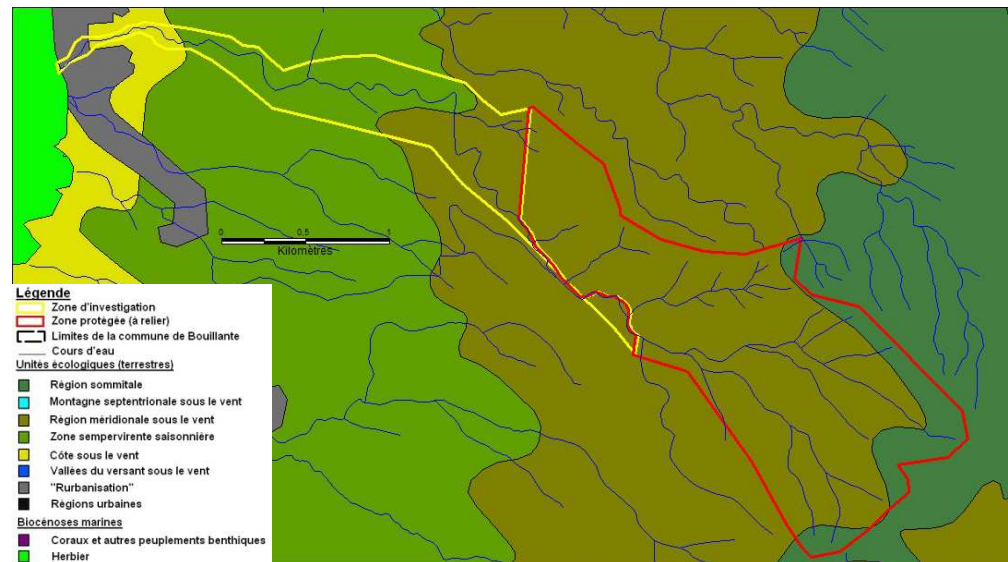 0 0.5 1
Kilomètres
Légende
Zone d'investigation
Zone protégée (à relier)
Limites de la commune de Bouillante
Cours d'eau
Unités écologiques (terrestres)
Région sommitale
Montagne septentrionale sous le vent
Région méridionale sous le vent
Zone sempervirente saisonnière
Côte sous le vent
Vallées du versant sous le vent
"Rurbanisation"
Régions urbaines
Biocénoses marines
Coraux et autres peuplements benthiques
Herbier